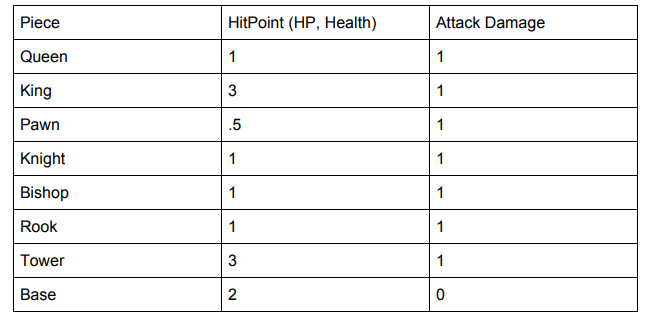 Piece HitPoint (HP, Health) Attack Damage
Queen 1 1
King 3 1
Pawn .5 1
Knight 1 1
Bishop 1 1
Rook 1 1
Tower 3 1
Base 2 0